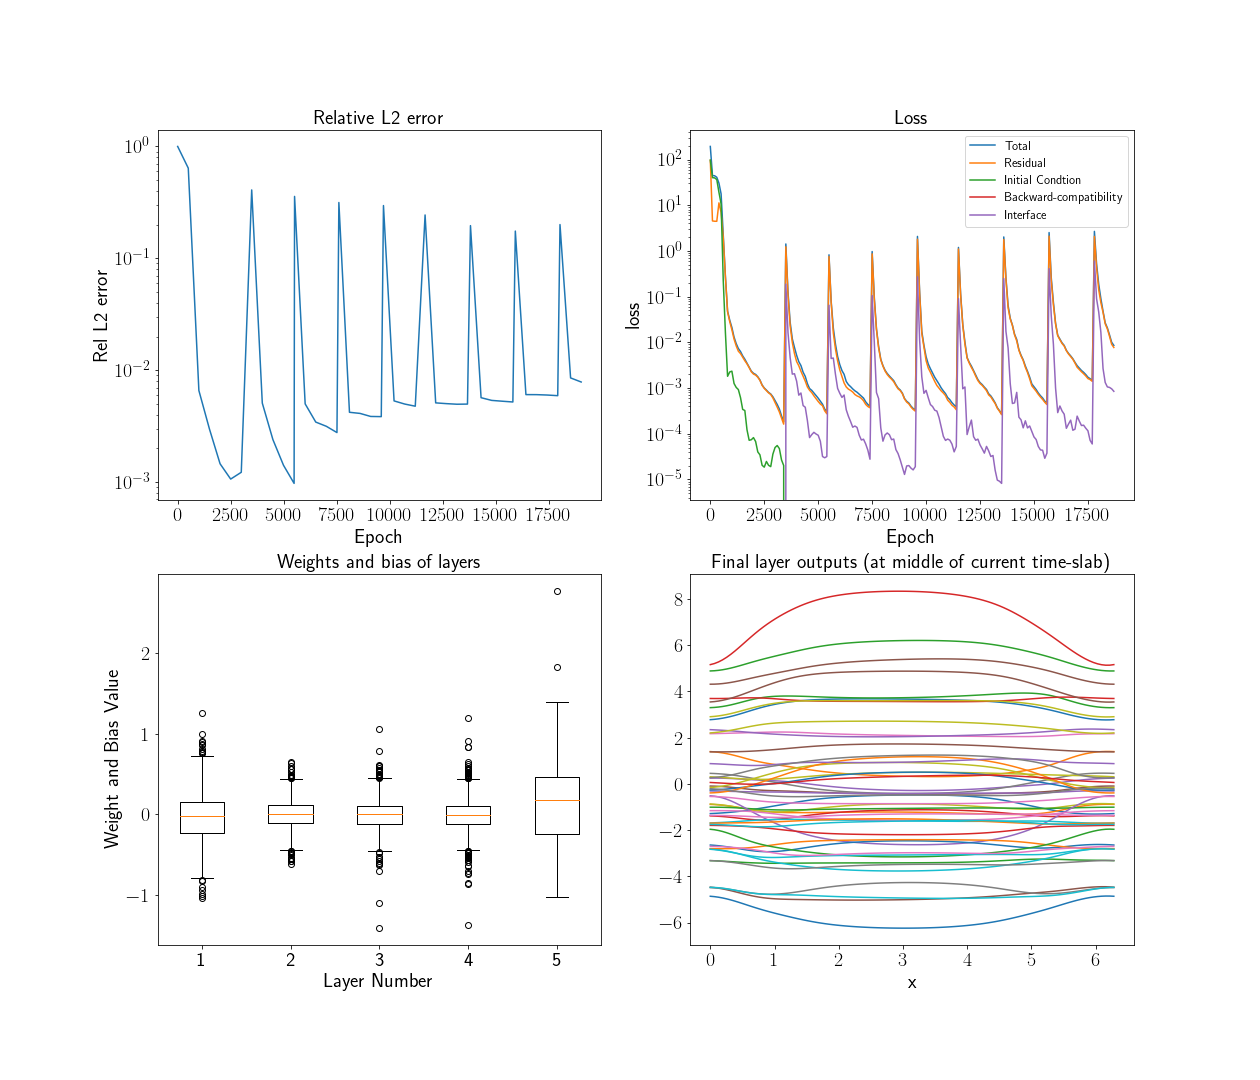 Relative L2 error
10^0
10^−1
10^−2
10^−3
Rel L2 error
0 2500 5000 7500 10000 12500 15000 17500
Epoch
Loss
10^2
10^1
10^0
10^−1
10^−2
10^−3
10^−4
10^−5
loss
Total
Residual
Initial Condtion
Backward-compatibility
Interface
0 2500 5000 7500 10000 12500 15000 17500
Epoch
Weights and bias of layers
2
1
0
−1
Weight and Bias Value
1 2 3 4 5
Layer Number
Final layer outputs (at middle of current time-slab)
8
6
4
2
0
−2
−4
−6
0 1 2 3 4 5 6
x